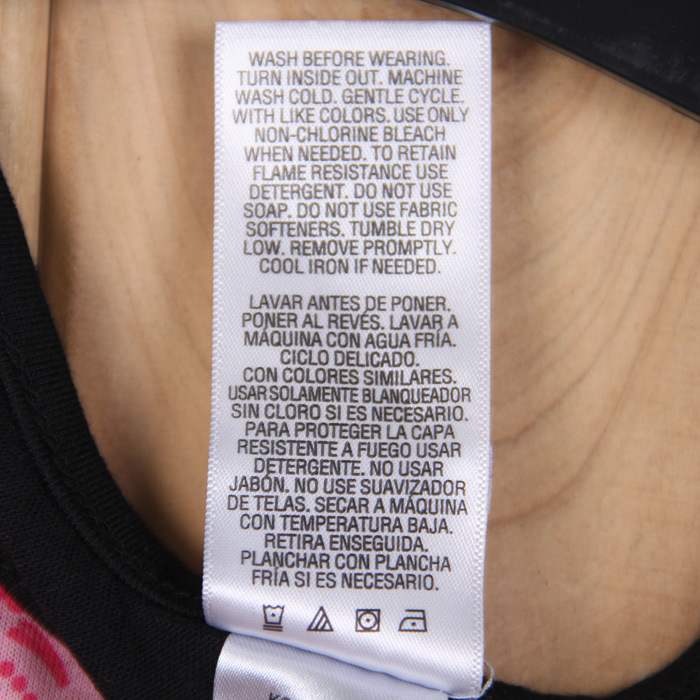 WASH BEFORE WEARING.
TURN INSIDE OUT. MACHINE
WASH COLD. GENTLE CYCLE.
WITH LIKE COLORS. USE ONLY
NON-CHLORINE BLEACH
WHEN NEEDED. TO RETAIN
FLAME RESISTANCE USE
DETERGENT. DO NOT USE
SOAP. DO NOT USE FABRIC
SOFTENERS. TUMBLE DRY
LOW. REMOVE PROMPTLY.
COOL IRON IF NEEDED.
LAVAR ANTES DE PONER.
PONER AL REVÉS. LAVAR A
MÁQUINA CON AGUA FRÍA.
CICLO DELICADO.
CON COLORES SIMILARES.
USAR SOLAMENTE BLANQUEADOR
SIN CLORO SI ES NECESARIO.
PARA PROTEGER LA CAPA
RESISTENTE A FUEGO USAR
DETERGENTE. NO USAR
JABÓN. NO USE SUAVIZADOR
DE TELAS. SECAR A MÁQUINA
CON TEMPERATURA BAJA.
RETIRA ENSEGUIDA.
PLANCHAR CON PLANCHA
FRÍA SI ES NECESARIO.